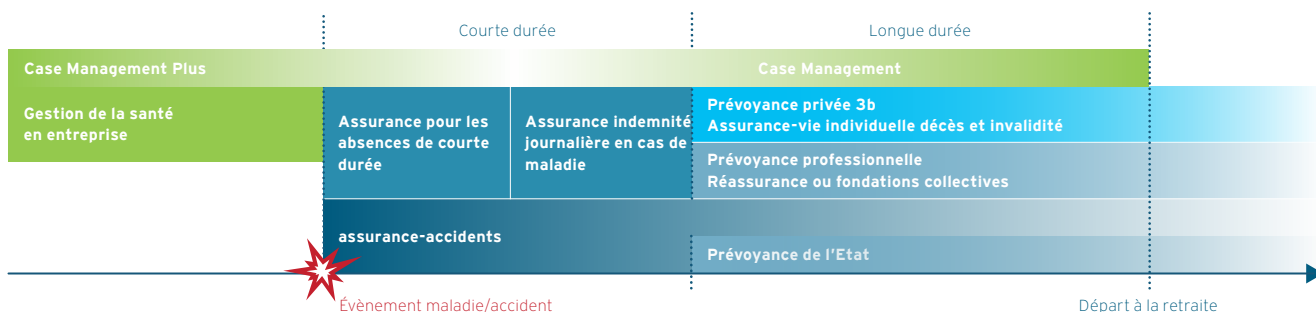 Courte durée
Longue durée
Case Management Plus
Case Management
Gestion de la santé
en entreprise
Assurance pour les
absences de courte
durée
Assurance indemnité
journalière en cas de
maladie
Prévoyance privée 3b
Assurance-vie individuelle décès et invalidité
Prévoyance professionnelle
Réassurance ou fondations collectives
assurance-accidents
Prévoyance de l'Etat
Évènement maladie/accident
Départ à la retraite